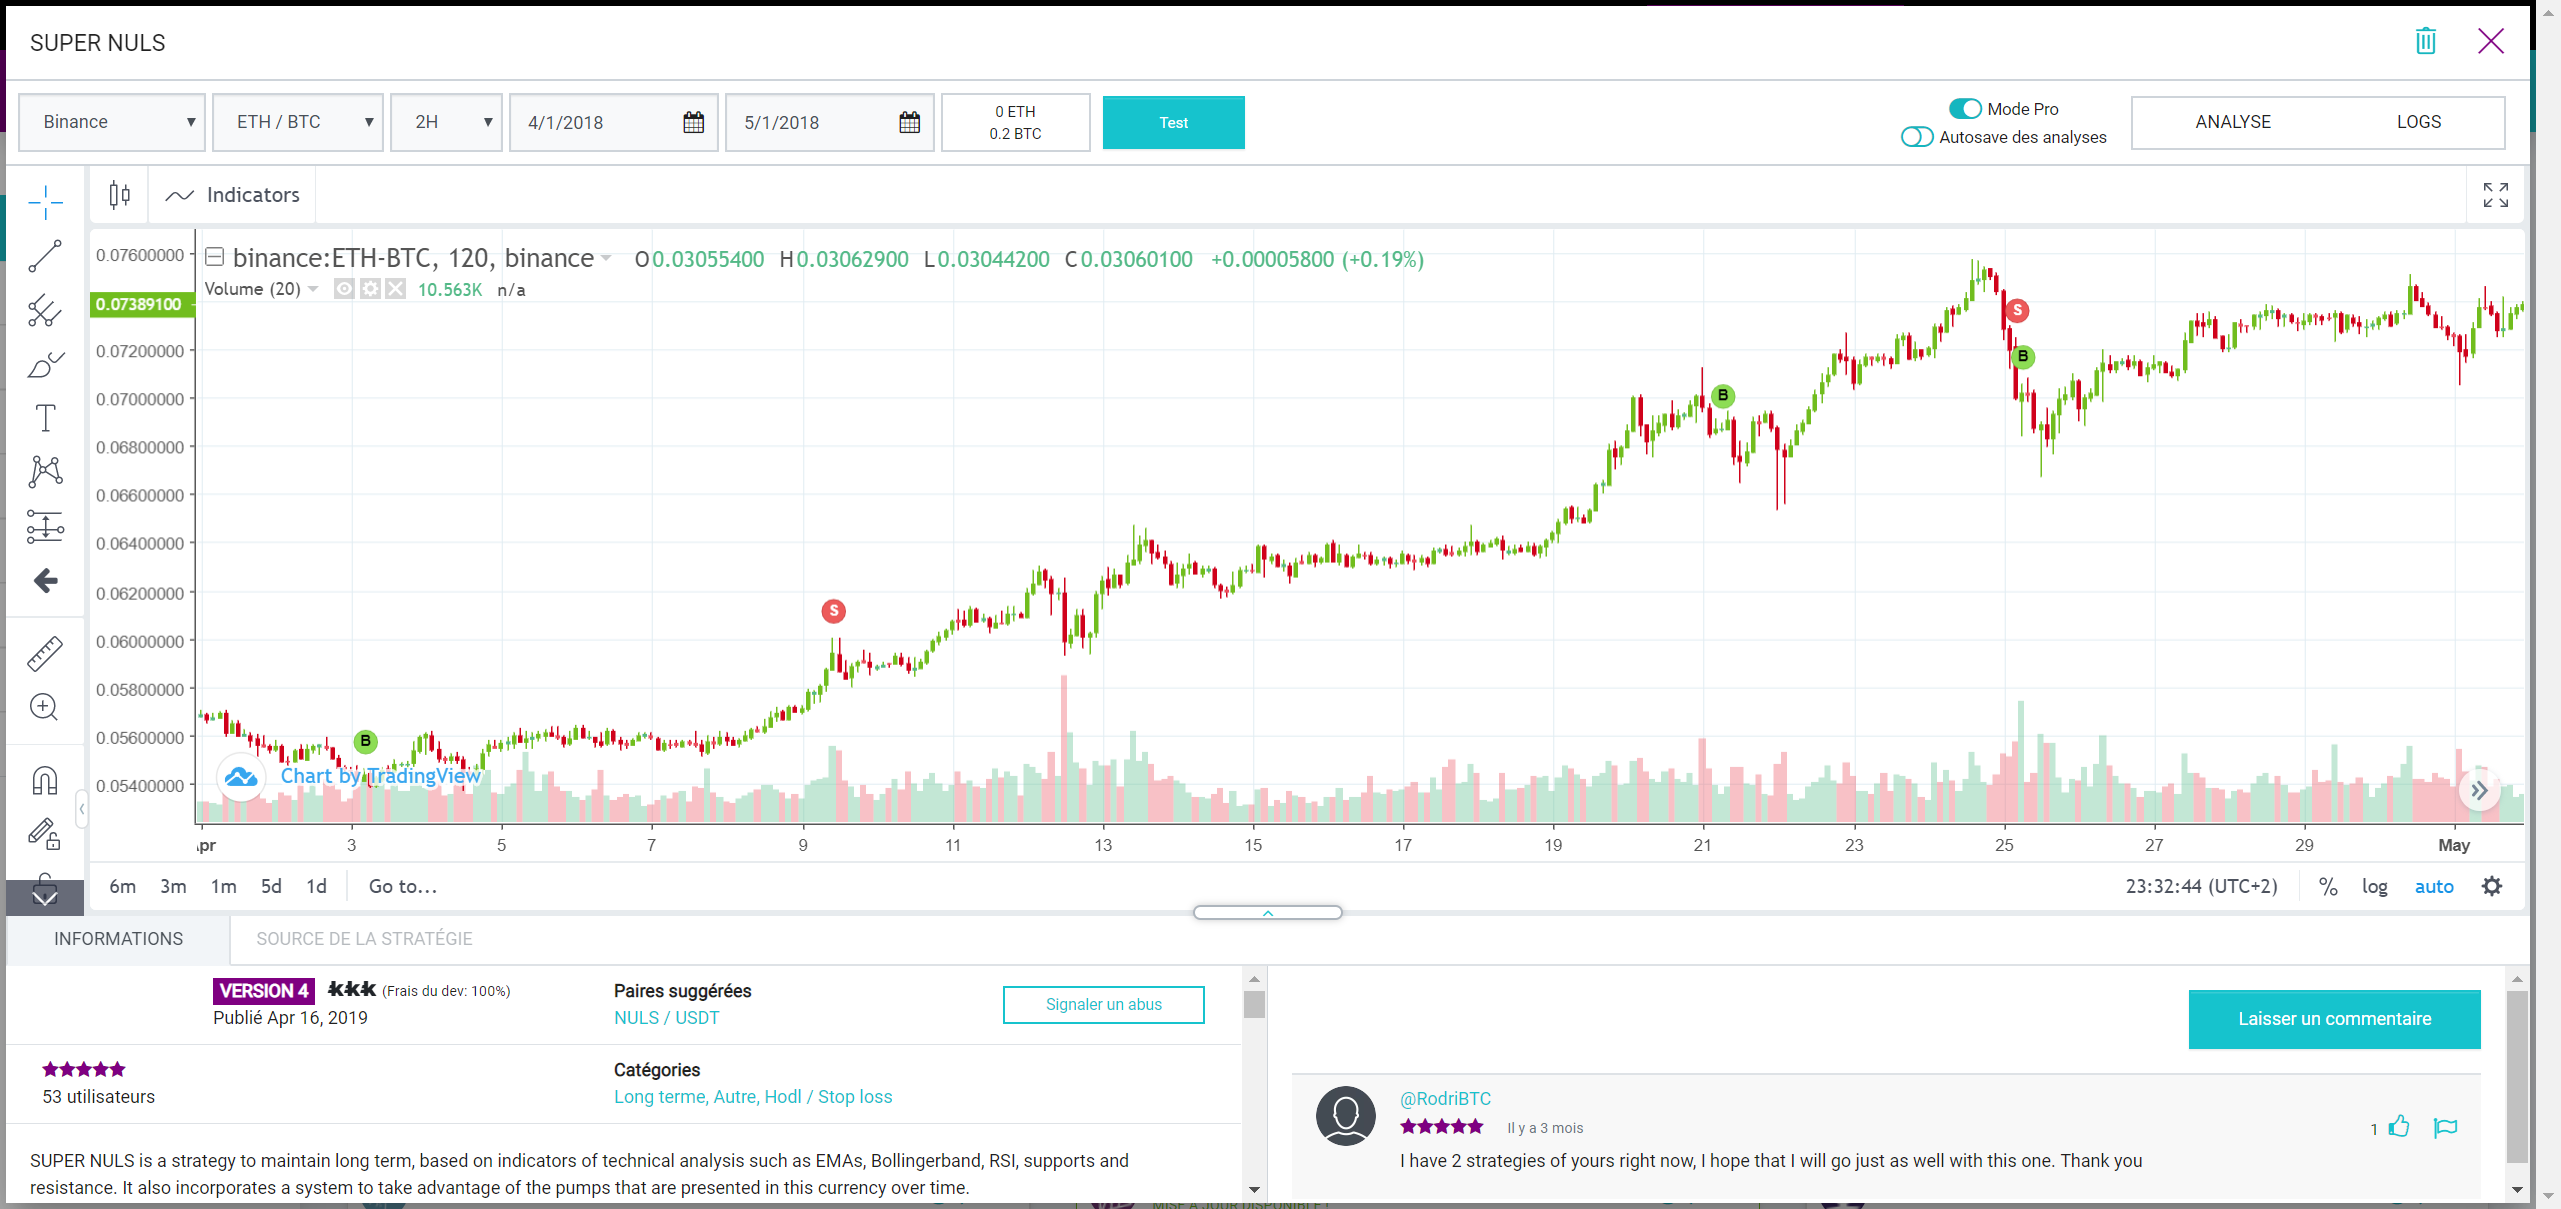 SUPER NULS
Binance
ETH / BTC
2H
4/1/2018
5/1/2018
0 ETH
0.2 BTC
Test
Mode Pro
Autosave des analyses
ANALYSE
LOGS
Indicators
binance:ETH-BTC, 120, binance O0.03055400 H0.03062900 L0.03044200 C0.03060100 +0.00005800 (+0.19%)
Volume (20) 10.563K n/a
0.07600000
0.07389100
0.07200000
0.07000000
0.06800000
0.06600000
0.06400000
0.06200000
0.06000000
0.05800000
0.05600000
0.05400000
B
S
B
S
B
Chart by TradingView
3 5 7 9 11 13 15 17 19 21 23 25 27 29 May
6m 3m 1m 5d 1d Go to...
23:32:44 (UTC+2) % log auto
INFORMATIONS
SOURCE DE LA STRATÉGIE
VERSION 4 (Frais du dev: 100%)
Publié Apr 16, 2019
Paires suggérées
NULS / USDT
Signaler un abus
53 utilisateurs
Catégories
Long terme, Autre, Hodl / Stop loss
SUPER NULS is a strategy to maintain long term, based on indicators of technical analysis such as EMAs, Bollingerband, RSI, supports and
resistance. It also incorporates a system to take advantage of the pumps that are presented in this currency over time.
Laisser un commentaire
@RodriBTC
Il y a 3 mois
1
I have 2 strategies of yours right now, I hope that I will go just as well with this one. Thank you